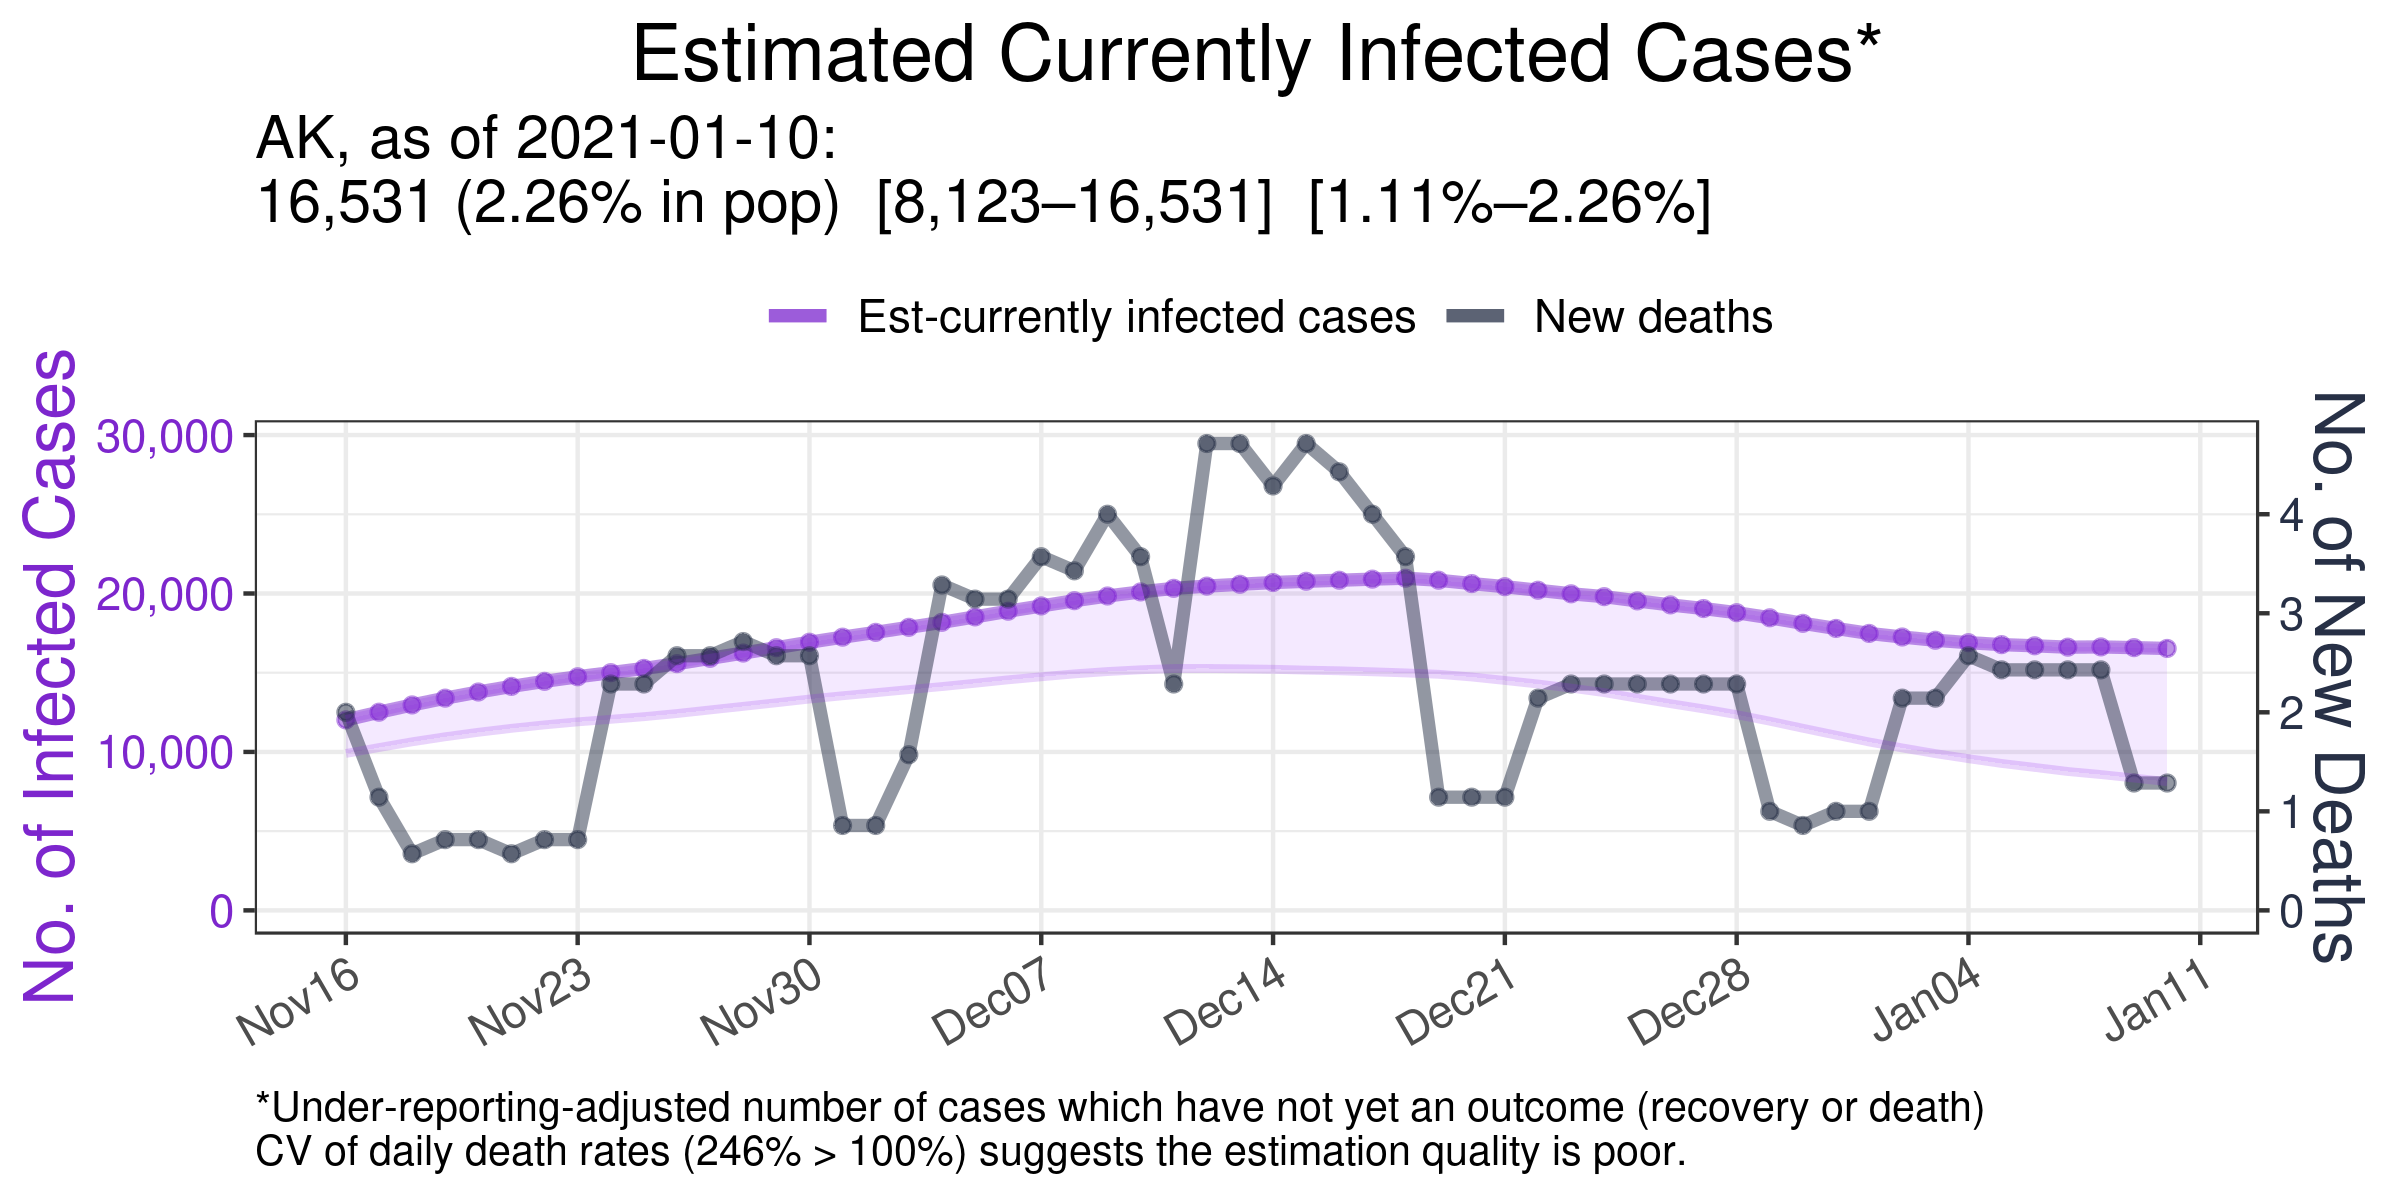 Estimated Currently Infected Cases*
AK, as of 2021-01-10:
16,531 (2.26% in pop)  [8,123–16,531]  [1.11%–2.26%]
Est-currently infected cases
New deaths
No. of Infected Cases
30,000
20,000
10,000
0
4
3
2
1
0
No. of New Deaths
Nov16
Nov23
Nov30
Dec07
Dec14
Dec21
Dec28
Jan04
Jan11
*Under-reporting-adjusted number of cases which have not yet an outcome (recovery or death)
CV of daily death rates (246% > 100%) suggests the estimation quality is poor.